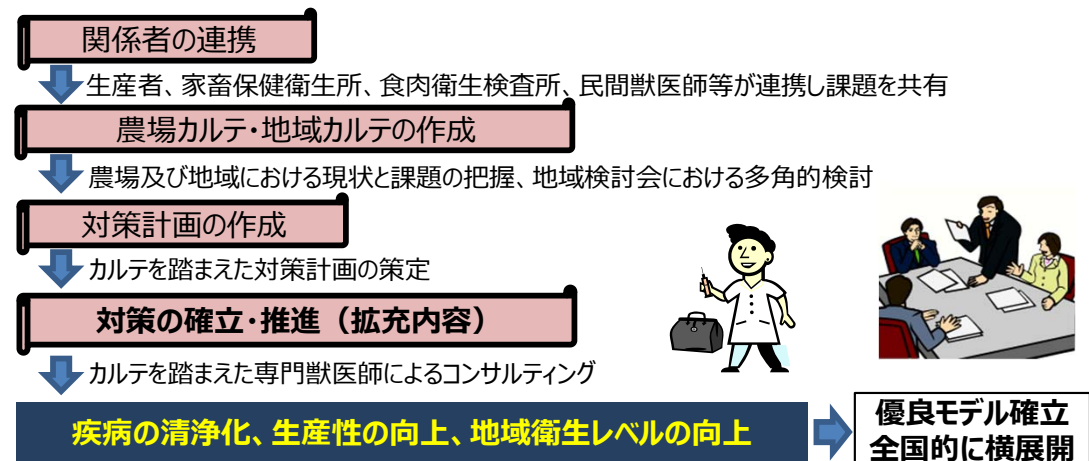 関係者の連携
生産者、家畜保健衛生所、食肉衛生検査所、民間獣医師等が連携し課題を共有
農場カルテ・地域カルテの作成
農場及び地域における現状と課題の把握、地域検討会における多角的検討
対策計画の作成
カルテを踏まえた対策計画の策定
対策の確立・推進（拡充内容）
カルテを踏まえた専門獣医師によるコンサルティング
疾病の清浄化、生産性の向上、地域衛生レベルの向上
優良モデル確立
全国的に横展開